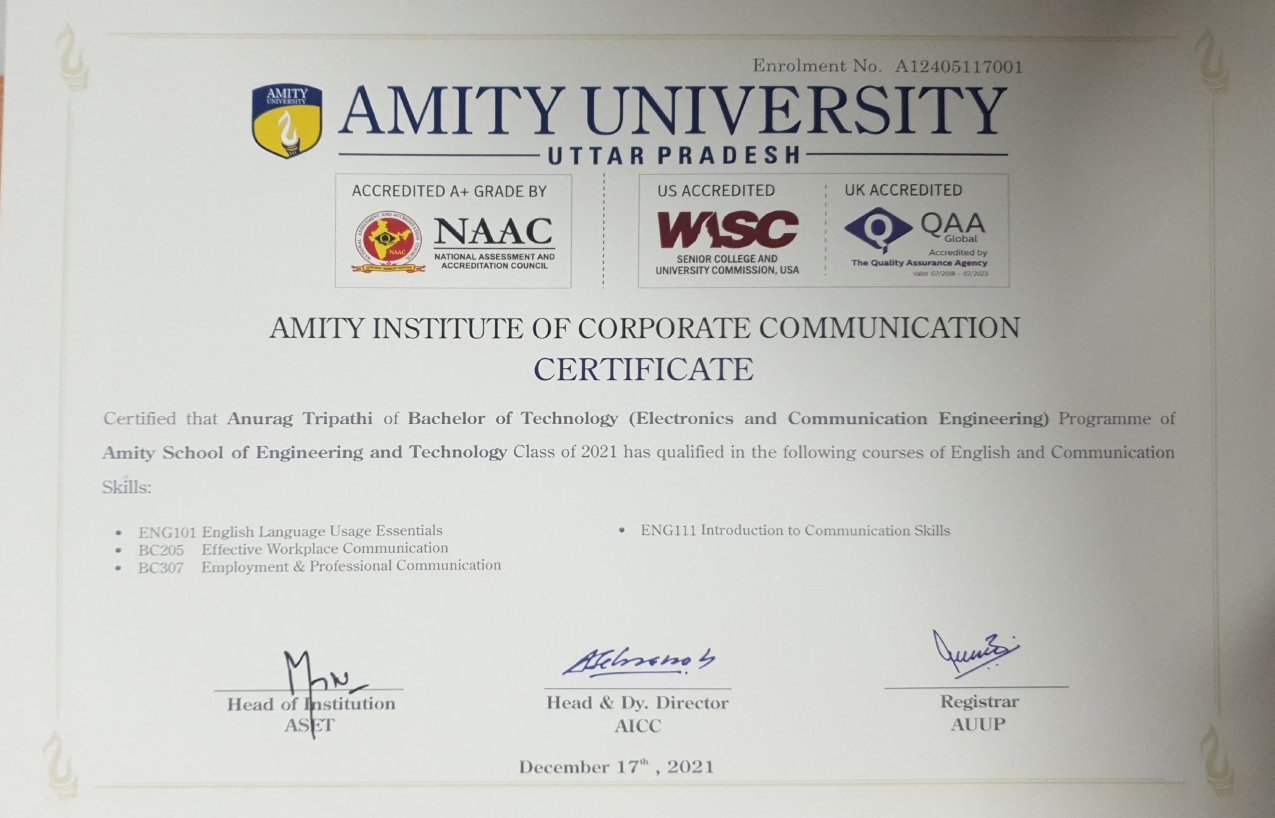 Enrolment No. A12405117001
AMITY
UNIVERSITY
AMITY UNIVERSITY
UTTAR PRADESH
ACCREDITED A+ GRADE BY
NAAC
NAAC
NATIONAL ASSESSMENT AND
ACCREDITATION COUNCIL
US ACCREDITED
WASC
SENIOR COLLEGE AND
UNIVERSITY COMMISSION, USA
UK ACCREDITED
QAA
Global
Accredited by
The Quality Assurance Agency
Valid 07/2018 - 07/2023
AMITY INSTITUTE OF CORPORATE COMMUNICATION
CERTIFICATE
Certified that Anurag Tripathi of Bachelor of Technology (Electronics and Communication Engineering) Programme of
Amity School of Engineering and Technology Class of 2021 has qualified in the following courses of English and Communication
Skills:
• ENG101 English Language Usage Essentials
• BC205 Effective Workplace Communication
• BC307 Employment & Professional Communication
• ENG111 Introduction to Communication Skills
Head of Institution
ASET
Head & Dy. Director
AICC
Registrar
AUUP
December 17th , 2021